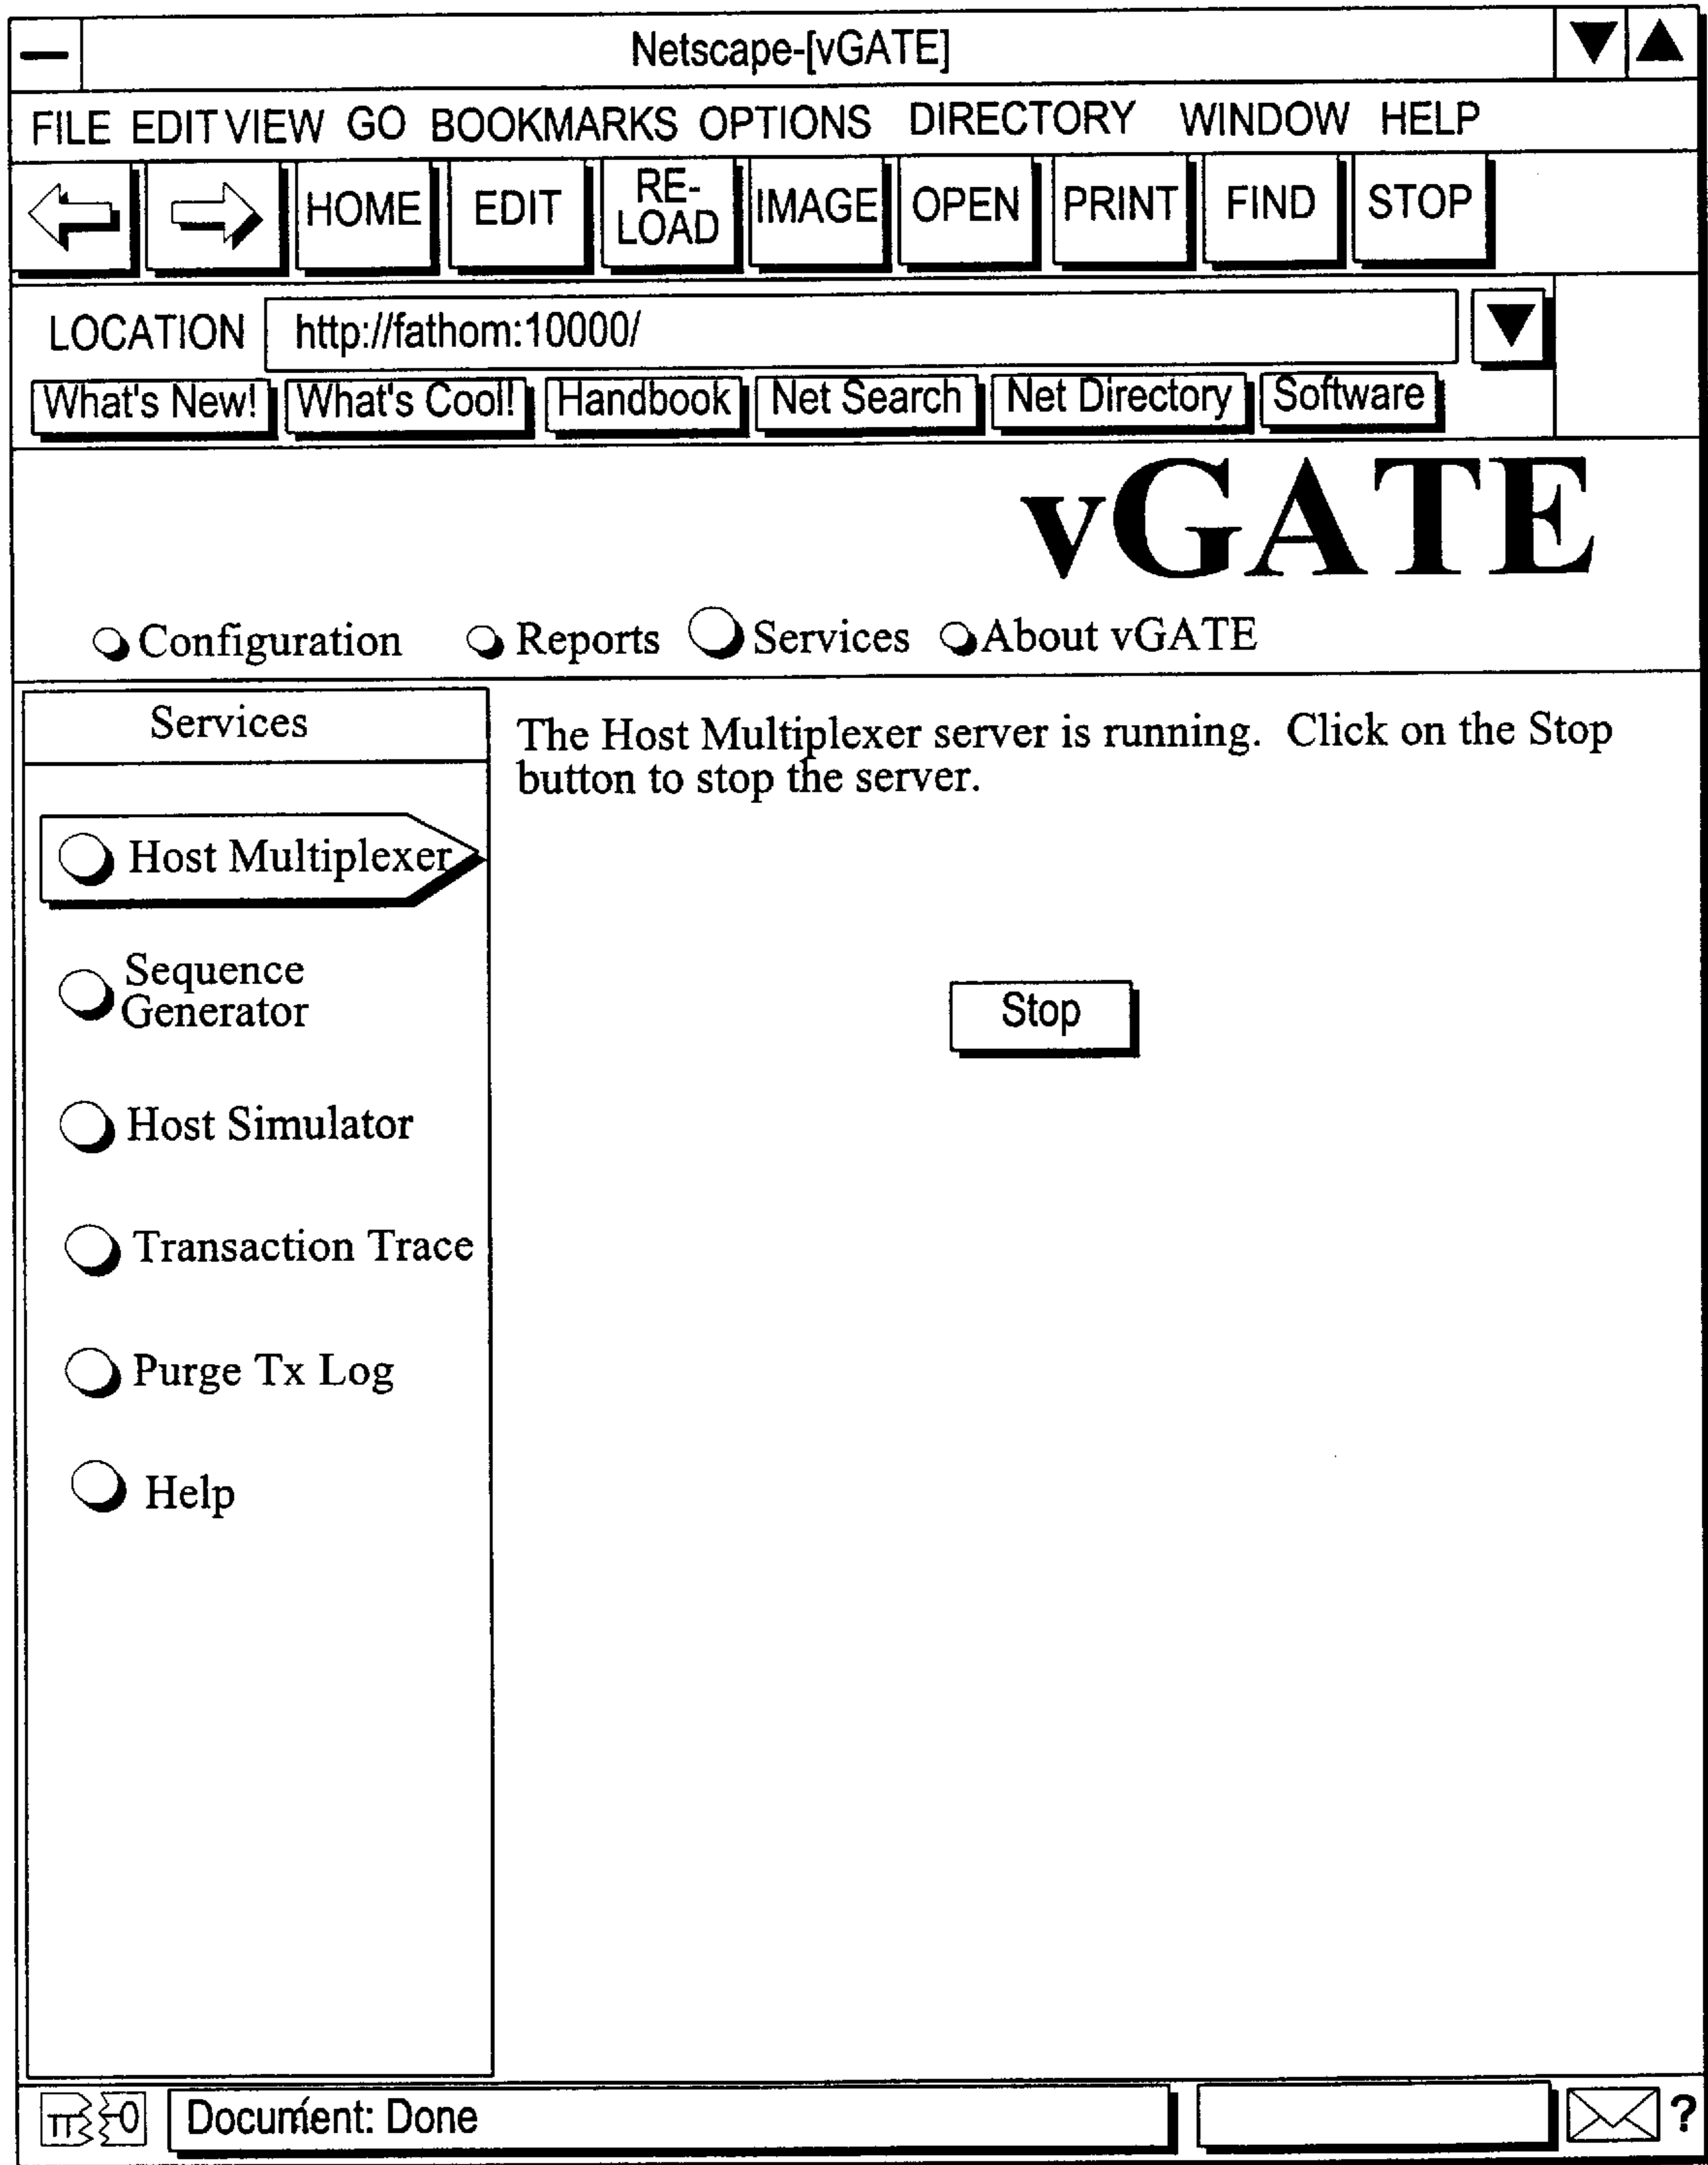 Netscape-[vGATE]
FILE EDIT VIEW GO BOOKMARKS OPTIONS DIRECTORY WINDOW HELP
HOME EDIT RE-LOAD IMAGE OPEN PRINT FIND STOP
LOCATION http://fathom:10000/
What's New! What's Cool! Handbook Net Search Net Directory Software
vGATE
Configuration Reports Services About vGATE
Services
Host Multiplexer
Sequence
Generator
Host Simulator
Transaction Trace
Purge Tx Log
Help
The Host Multiplexer server is running. Click on the Stop
button to stop the server.
Stop
Document: Done
?